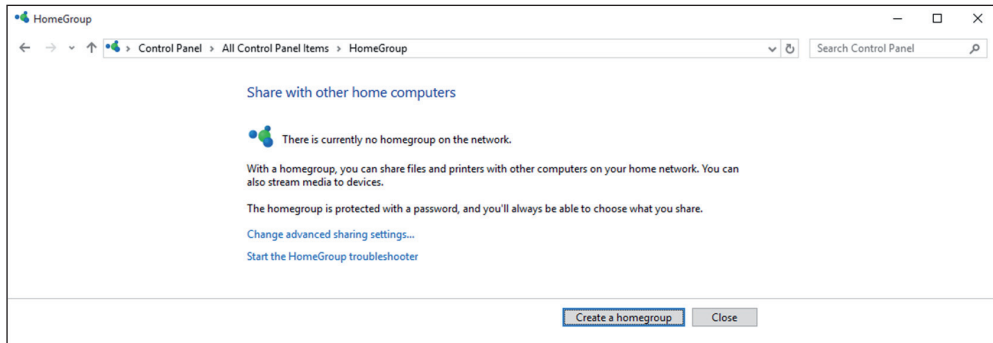 HomeGroup
Control Panel > All Control Panel Items > HomeGroup
Search Control Panel
Share with other home computers
There is currently no homegroup on the network.
With a homegroup, you can share files and printers with other computers on your home network. You can
also stream media to devices.
The homegroup is protected with a password, and you'll always be able to choose what you share.
Change advanced sharing settings...
Start the HomeGroup troubleshooter
Create a homegroup
Close